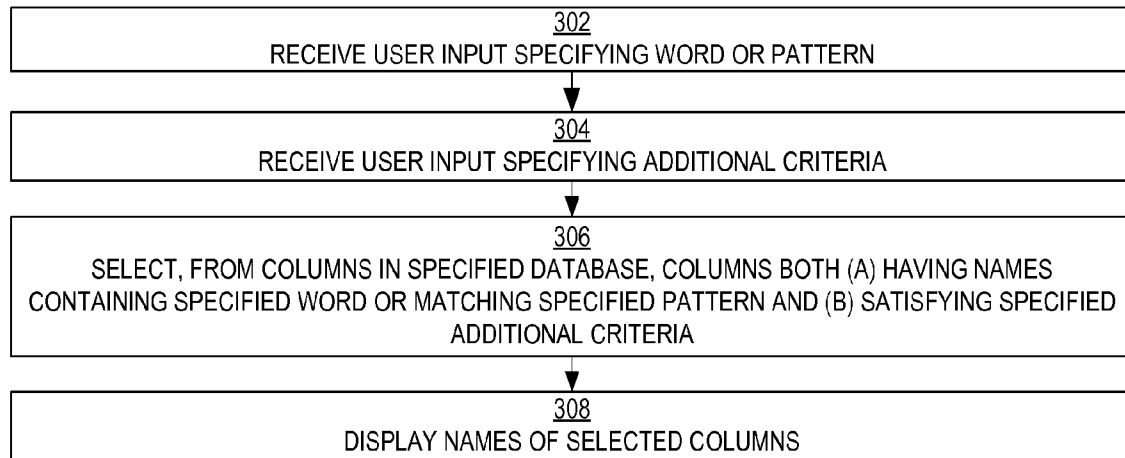 302
RECEIVE USER INPUT SPECIFYING WORD OR PATTERN
304
RECEIVE USER INPUT SPECIFYING ADDITIONAL CRITERIA
306
SELECT, FROM COLUMNS IN SPECIFIED DATABASE, COLUMNS BOTH (A) HAVING NAMES
CONTAINING SPECIFIED WORD OR MATCHING SPECIFIED PATTERN AND (B) SATISFYING SPECIFIED
ADDITIONAL CRITERIA
308
DISPLAY NAMES OF SELECTED COLUMNS